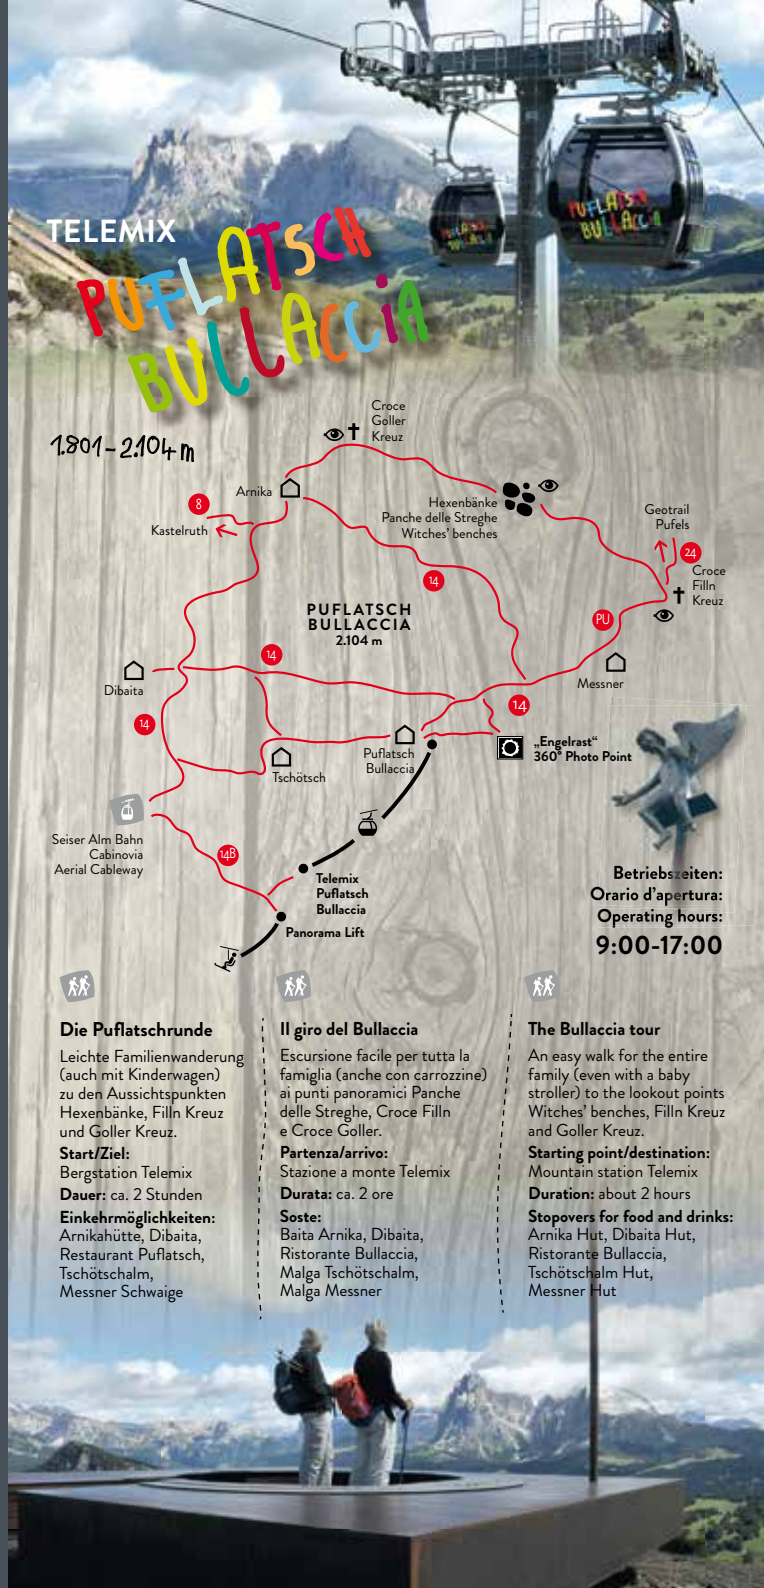 TELEMIX
PUFLATSCH
BULLACCiA
PUFLATSCH
BULLACCiA
PUFLATSCH
BULLACCiA
1.801-2.104 m
Croce
Goller
Kreuz
Arnika
8
Kastelruth
Hexenbänke
Panche delle Streghe
Witches' benches
Geotrail
Pufels
24
Croce
Filln
Kreuz
14
PUFLATSCH
BULLACCIA
2.104 m
PU
14
Dibaita
Messner
14
14
Puflatsch
Bullaccia
„Engelrast“
360° Photo Point
Tschötsch
Seiser Alm Bahn
Cabinovia
Aerial Cableway
14B
Telemix
Puflatsch
Bullaccia
Panorama Lift
Betriebszeiten:
Orario d'apertura:
Operating hours:
9:00-17:00
Die Puflatschrunde
Leichte Familienwanderung
(auch mit Kinderwagen)
zu den Aussichtspunkten
Hexenbänke, Filln Kreuz
und Goller Kreuz.
Start/Ziel:
Bergstation Telemix
Dauer: ca. 2 Stunden
Einkehrmöglichkeiten:
Arnikahütte, Dibaita,
Restaurant Puflatsch,
Tschötschalm,
Messner Schwaige
Il giro del Bullaccia
Escursione facile per tutta la
famiglia (anche con carrozzine)
ai punti panoramici Panche
delle Streghe, Croce Filln
e Croce Goller.
Partenza/arrivo:
Stazione a monte Telemix
Durata: ca. 2 ore
Soste:
Baita Arnika, Dibaita,
Ristorante Bullaccia,
Malga Tschötschalm,
Malga Messner
The Bullaccia tour
An easy walk for the entire
family (even with a baby
stroller) to the lookout points
Witches' benches, Filln Kreuz
and Goller Kreuz.
Starting point/destination:
Mountain station Telemix
Duration: about 2 hours
Stopovers for food and drinks:
Arnika Hut, Dibaita Hut,
Ristorante Bullaccia,
Tschötschalm Hut,
Messner Hut